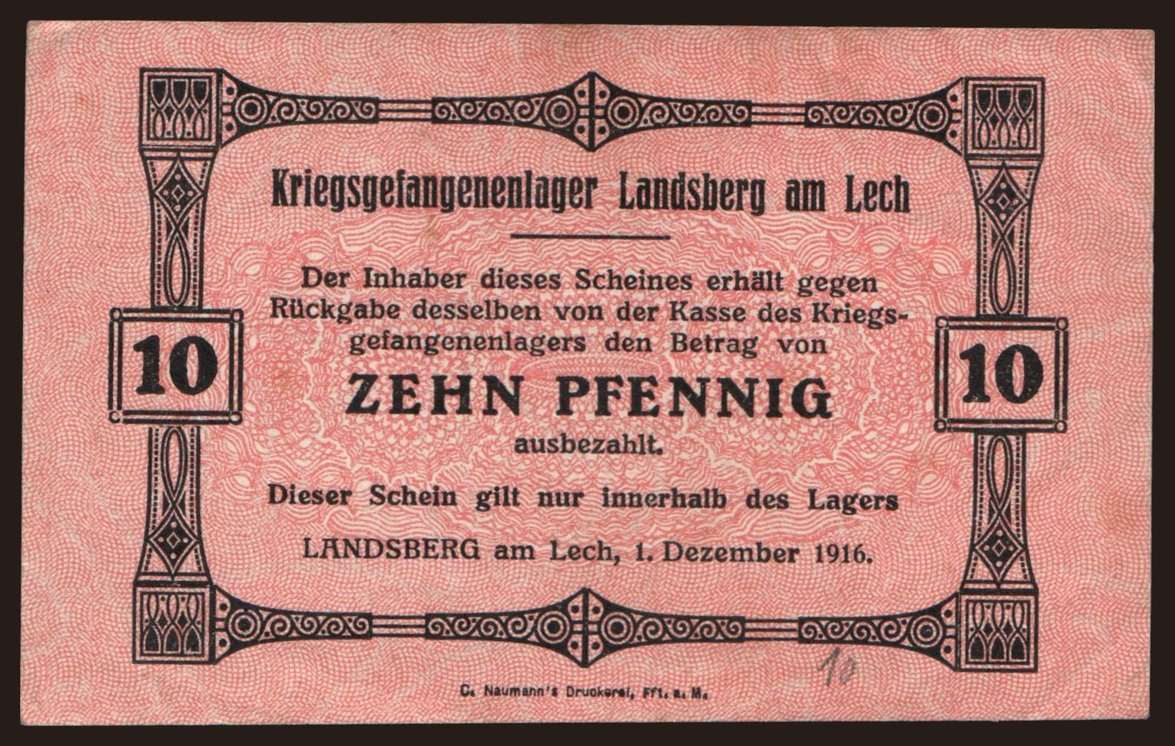 Kriegsgefangenenlager Landsberg am Lech
Der Inhaber dieses Scheines erhält gegen
Rückgabe desselben von der Kasse des Kriegs-
gefangenenlagers den Betrag von
10
ZEHN PFENNIG
10
ausbezahlt.
Dieser Schein gilt nur innerhalb des Lagers
LANDSBERG am Lech, 1. Dezember 1916.
10
C. Naumann's Druckerei, Fft. a. M.